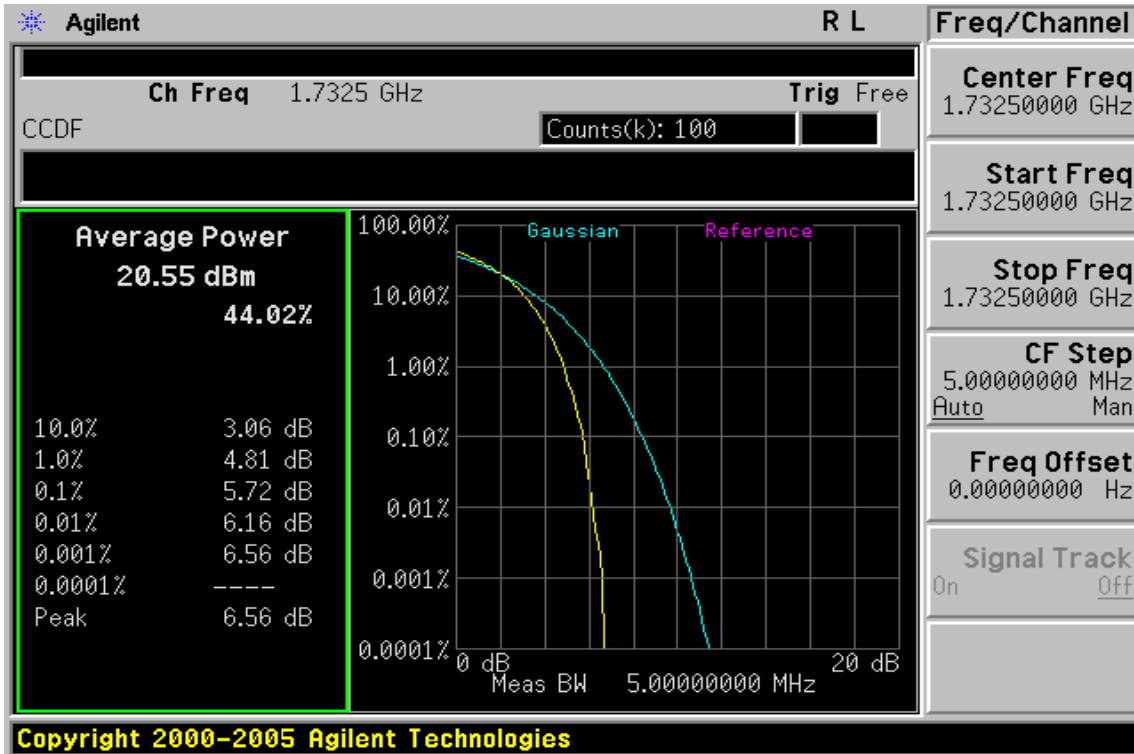 Agilent
R L
Ch Freq 1.7325 GHz
Trig Free
CCDF
Counts(k): 100
Average Power
20.55 dBm
44.02%
10.0% 3.06 dB
1.0% 4.81 dB
0.1% 5.72 dB
0.01% 6.16 dB
0.001% 6.56 dB
0.0001% ----
Peak 6.56 dB
Gaussian
Reference
100.00%
10.00%
1.00%
0.10%
0.01%
0.001%
0.0001%
0 dB
20 dB
Meas BW 5.00000000 MHz
Freq/Channel
Center Freq
1.73250000 GHz
Start Freq
1.73250000 GHz
Stop Freq
1.73250000 GHz
CF Step
5.00000000 MHz
Auto Man
Freq Offset
0.00000000 Hz
Signal Track
On Off
Copyright 2000-2005 Agilent Technologies